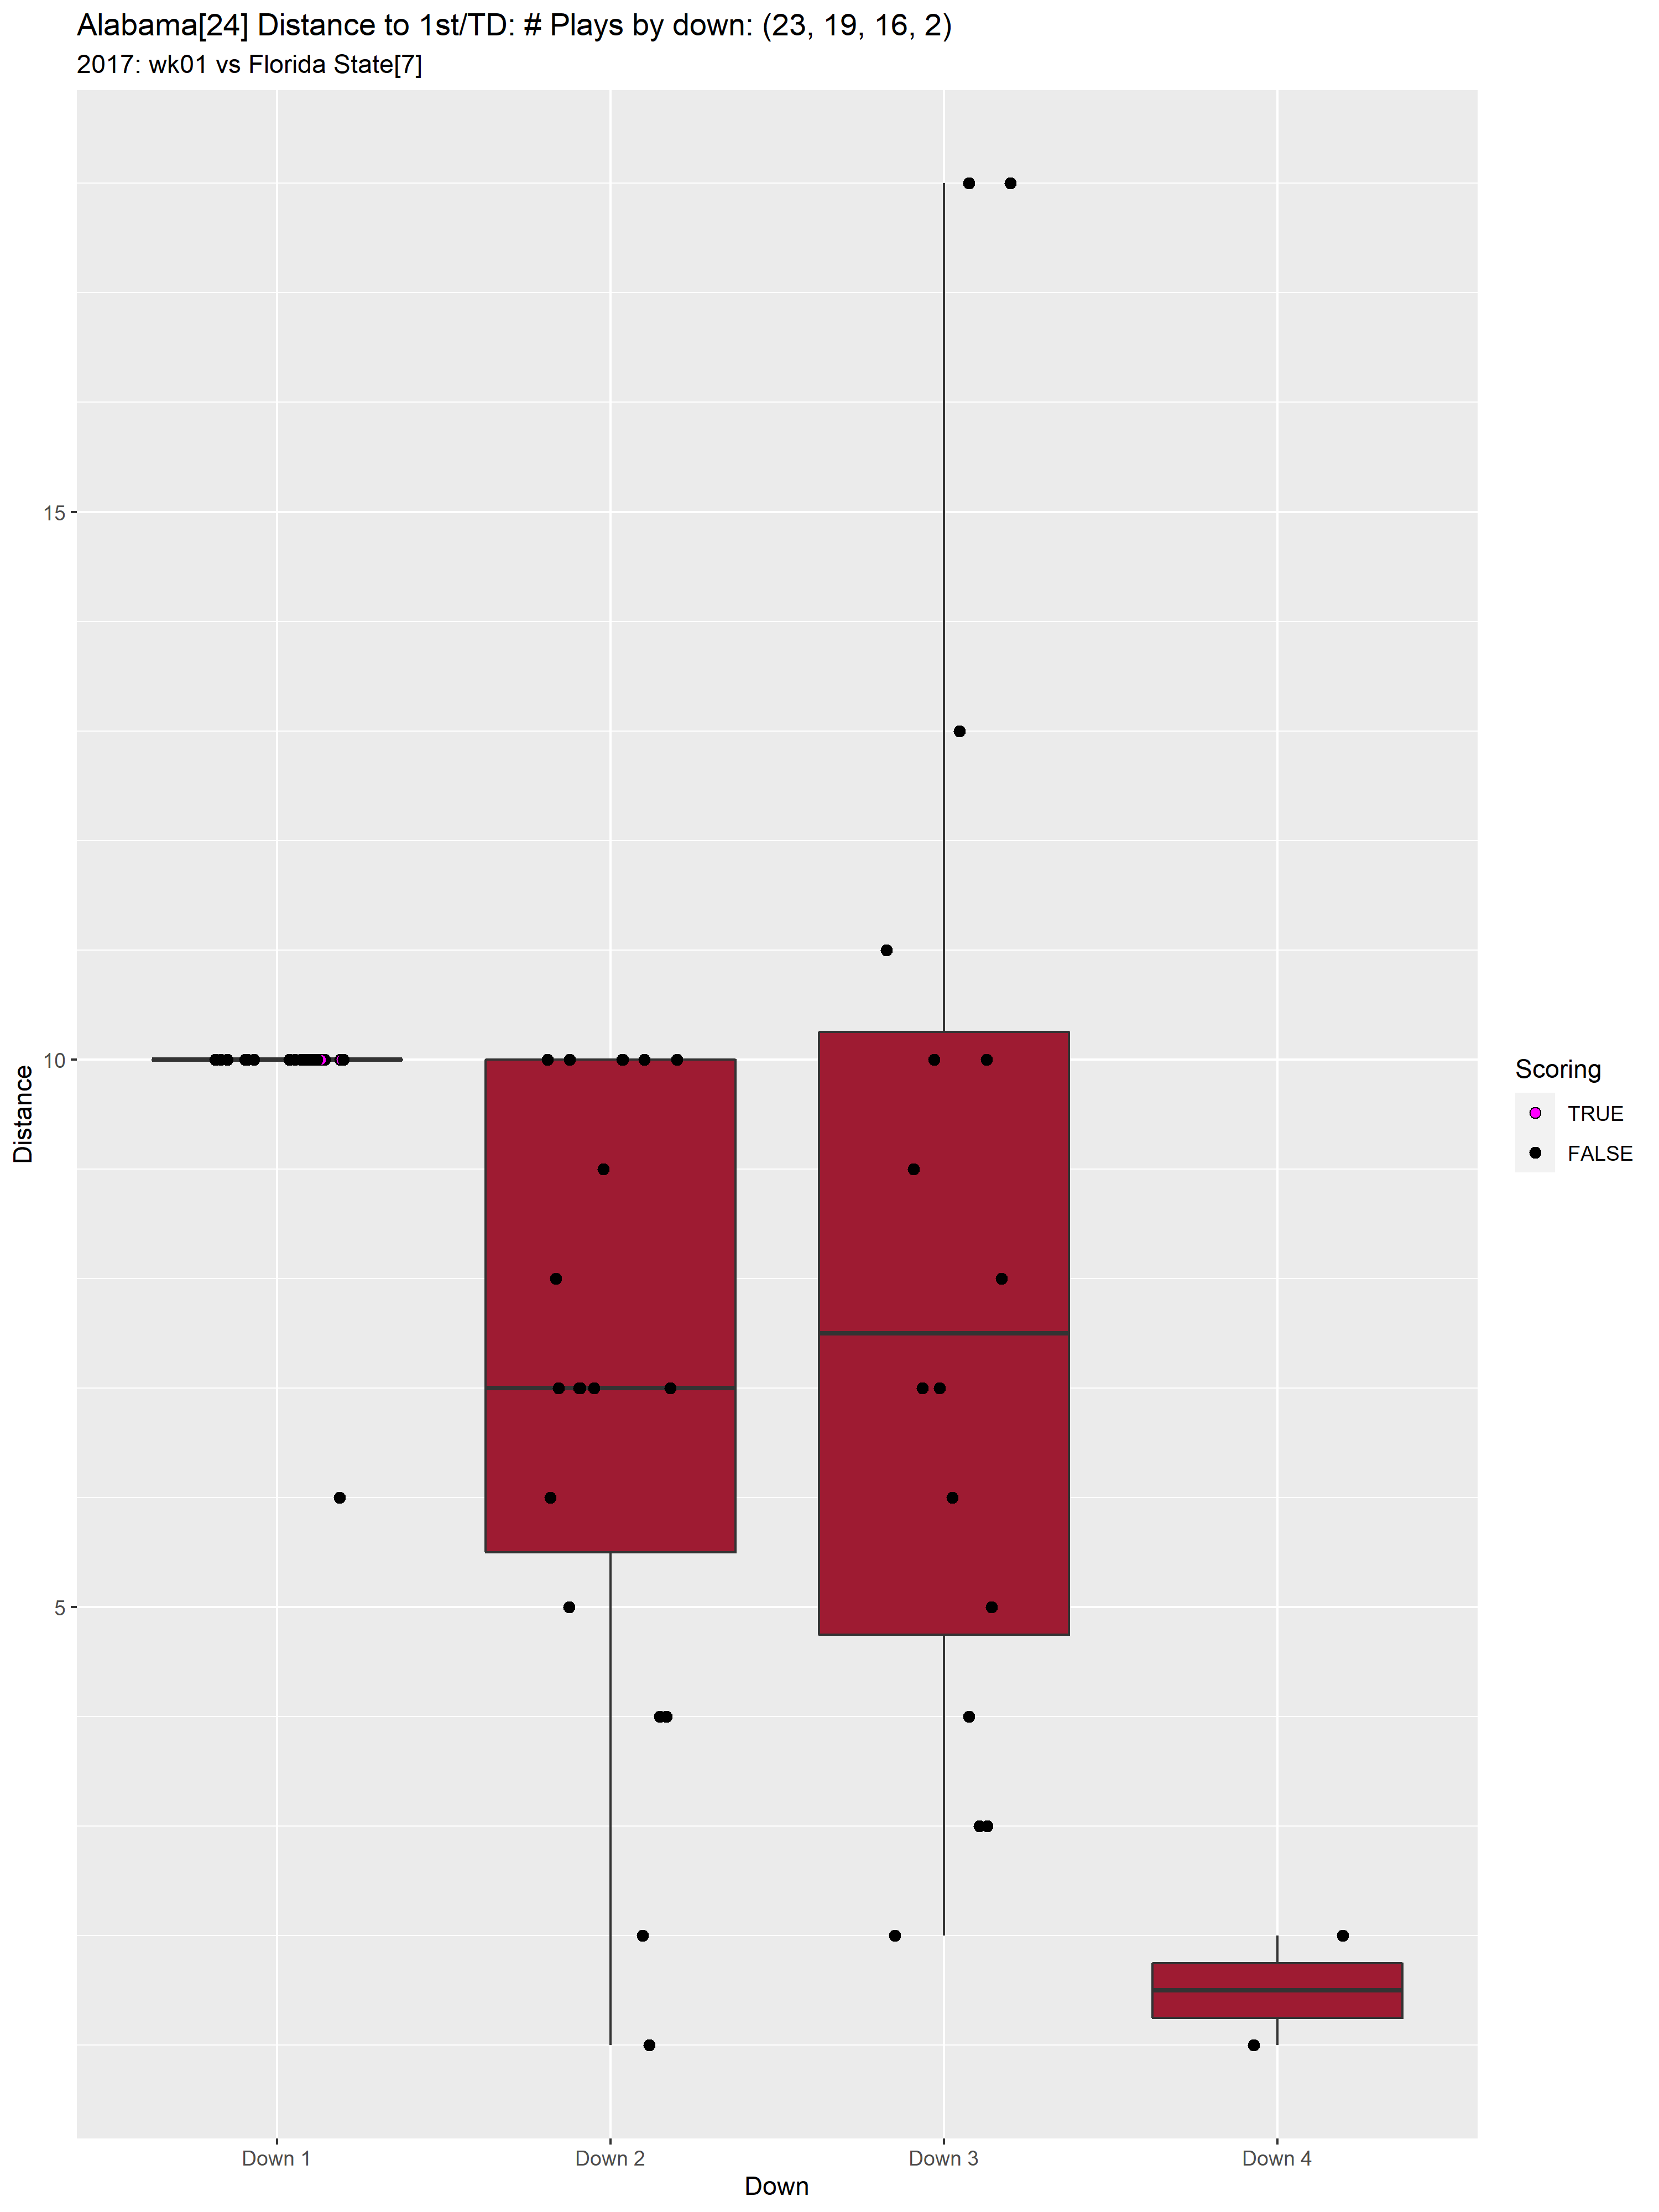 Alabama[24] Distance to 1st/TD: # Plays by down: (23, 19, 16, 2)
2017: wk01 vs Florida State[7]
15
10
5
Distance
Down 1
Down 2
Down 3
Down 4
Down
Scoring
TRUE
FALSE